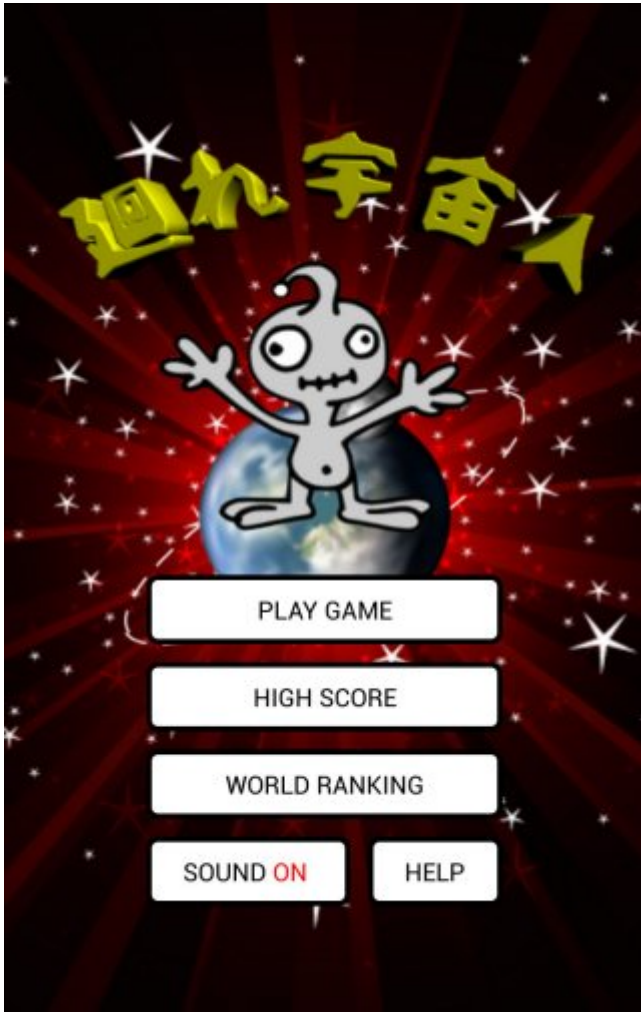 廻れ宇宙人
PLAY GAME
HIGH SCORE
WORLD RANKING
SOUND ON
HELP